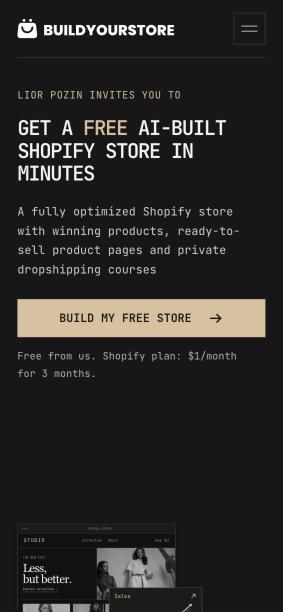 BUILDYOURSTORE
LIOR POZIN INVITES YOU TO
GET A FREE AI-BUILT
SHOPIFY STORE IN
MINUTES
A fully optimized Shopify store
with winning products, ready-to-
sell product pages and private
dropshipping courses
BUILD MY FREE STORE
Free from us. Shopify plan: $1/month
for 3 months.
STUDIO
Collection About
Less,
but better.
Sales